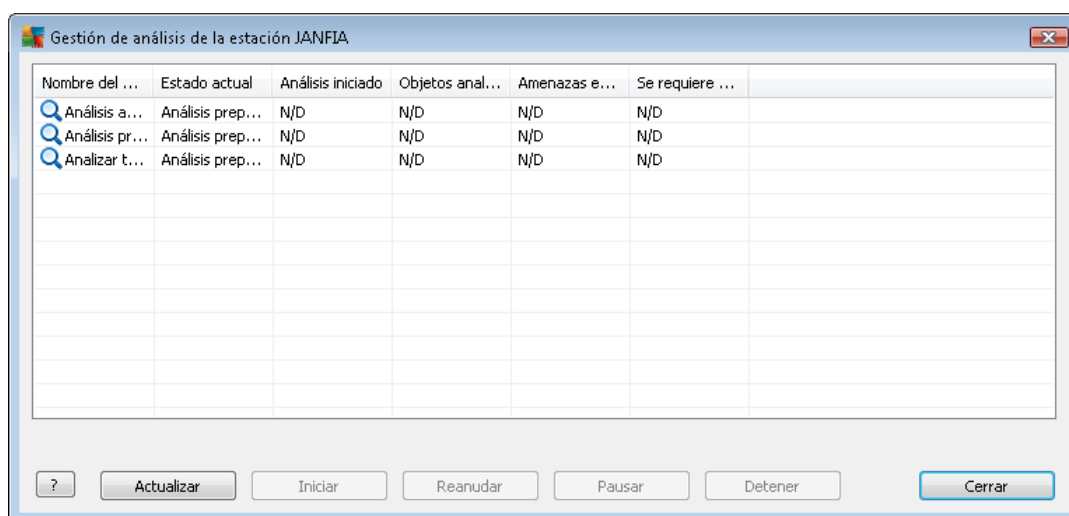 Gestión de análisis de la estación JANFIA
Nombre del ... Estado actual Análisis iniciado Objetos anal... Amenazas e... Se requiere ...
Análisis a... Análisis prep... N/D N/D N/D N/D
Análisis pr... Análisis prep... N/D N/D N/D N/D
Analizar t... Análisis prep... N/D N/D N/D N/D
? Actualizar Iniciar Reanudar Pausar Detener Cerrar